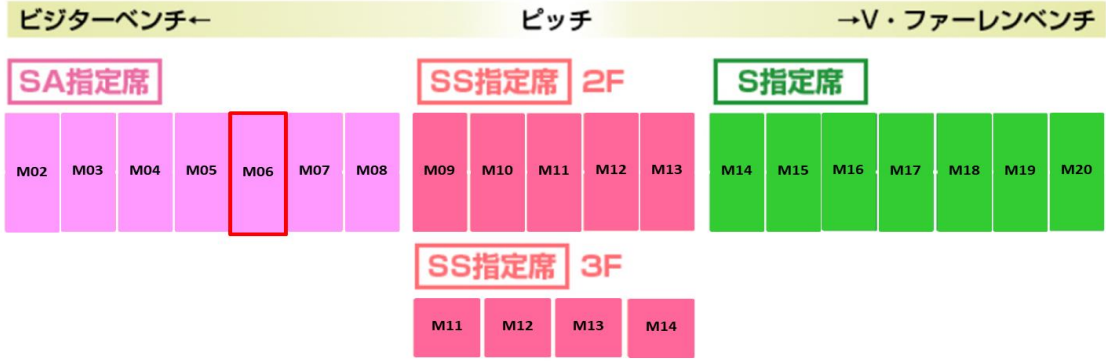 ビジターベンチ← ピッチ →V・ファーレンベンチ
SA指定席 SS指定席 2F S指定席
M02 M03 M04 M05 M06 M07 M08 M09 M10 M11 M12 M13 M14 M15 M16 M17 M18 M19 M20
SS指定席 3F
M11 M12 M13 M14